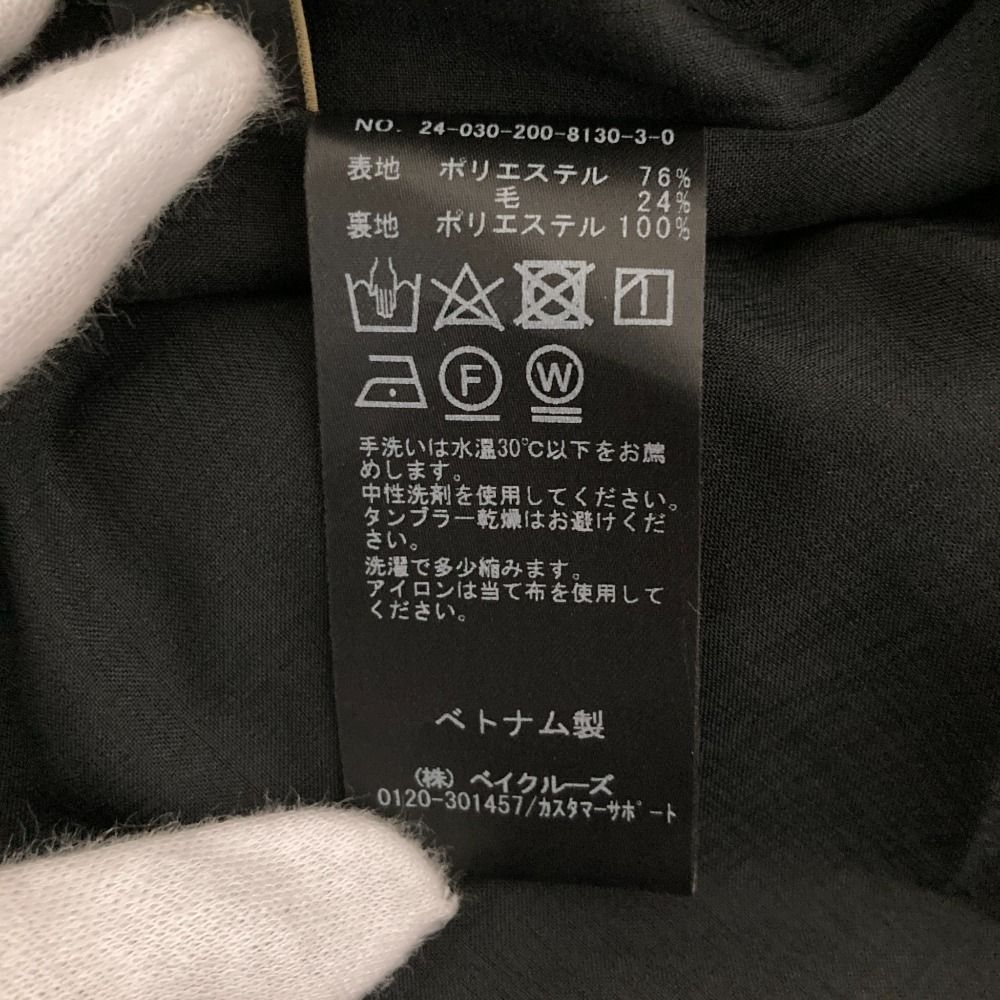 NO. 24-030-200-8130-3-0
表地 ポリエステル 76%
毛 24%
裏地 ポリエステル 100%
F W
手洗いは水温30℃以下をお薦
めします。
中性洗剤を使用してください。
タンブラー乾燥はお避けくだ
さい。
洗濯で多少縮みます。
アイロンは当て布を使用して
ください。
ベトナム製
(株) ベイクルーズ
0120-301457/カスタマーサポート